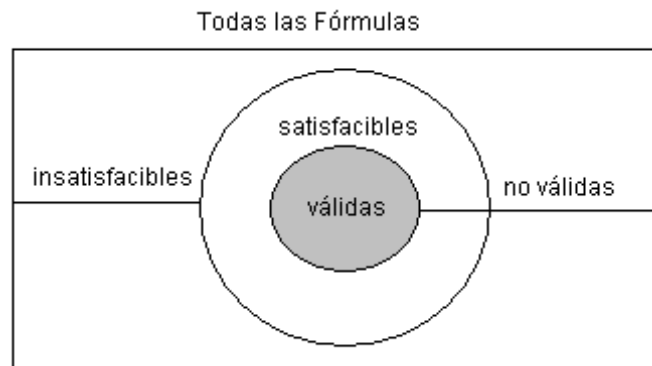 Todas las Fórmulas
satisfacibles
insatisfacibles
no válidas
válidas